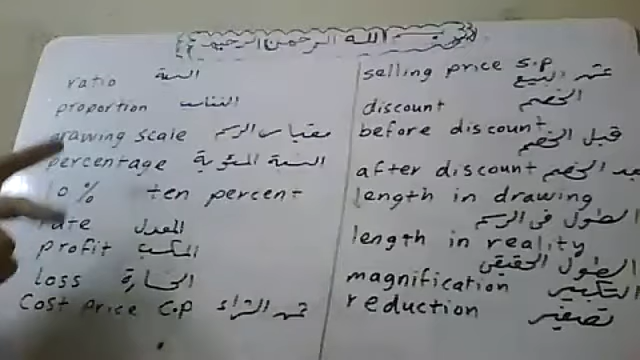 بسم الله الرحمن الرحيم
ratio النسبة
proportion التناسب
drawing scale مقياس الرسم
percentage النسبة المئوية
10% ten percent
rate المعدل
profit المكسب
loss الخسارة
Cost price C.P ثمن الشراء
selling price S.P
ثمن البيع
discount الخصم
before discount
قبل الخصم
after discount بعد الخصم
length in drawing
الطول فى الرسم
length in reality
الطول الحقيقى
magnification التكبير
reduction تصغير